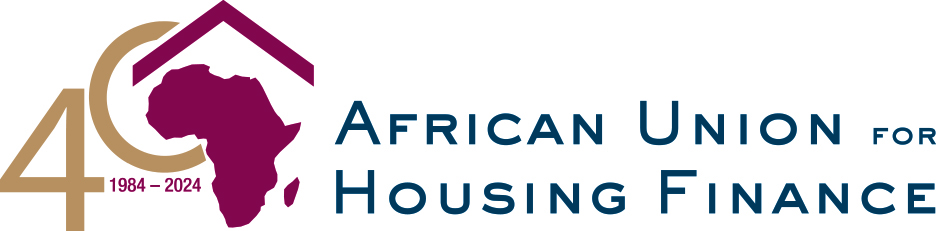 40
1984 – 2024
AFRICAN UNION FOR
HOUSING FINANCE